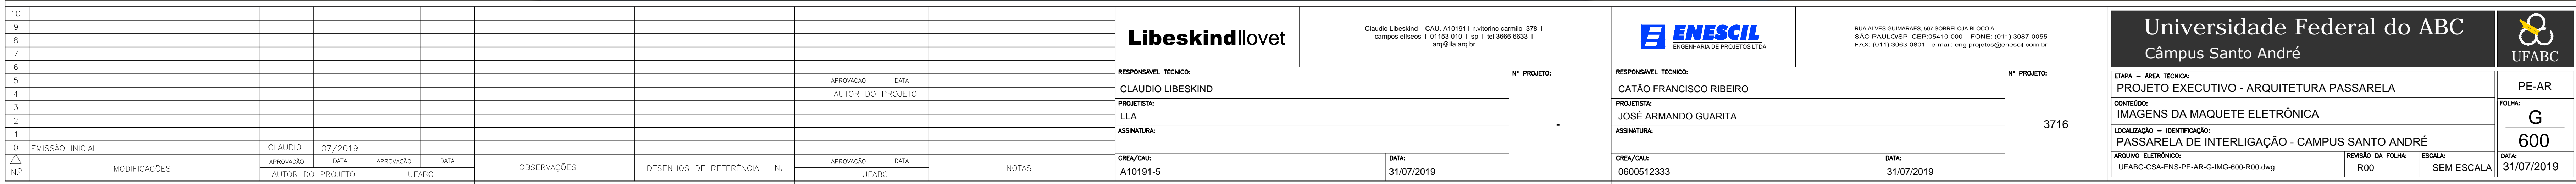 10
9
8
7
6
5 APROVACAO DATA
4 AUTOR DO PROJETO
3
2
1
0 EMISSÃO INICIAL CLAUDIO 07/2019
N.º MODIFICACÕES APROVACÃO DATA APROVACÃO DATA OBSERVAÇÕES DESENHOS DE REFERÊNCIA N. APROVACÃO DATA NOTAS
AUTOR DO PROJETO UFABC UFABC
Libeskindllovet
Claudio Libeskind CAU. A10191 I r.vitorino carmilo 378 I
campos elíseos I 01153-010 I sp I tel 3666 6633 I
arq@lla.arq.br
RESPONSÁVEL TÉCNICO:
CLAUDIO LIBESKIND
PROJETISTA:
LLA
ASSINATURA:
CREA/CAU:
A10191-5
DATA:
31/07/2019
Nº PROJETO:
-
ENESCIL
ENGENHARIA DE PROJETOS LTDA
RUA ALVES GUIMARÃES, 507 SOBRELOJA BLOCO A
SÃO PAULO/SP CEP:05410-000 FONE: (011) 3087-0055
FAX: (011) 3063-0801 e-mail: eng.projetos@enescil.com.br
RESPONSÁVEL TÉCNICO:
CATÃO FRANCISCO RIBEIRO
PROJETISTA:
JOSÉ ARMANDO GUARITA
ASSINATURA:
CREA/CAU:
0600512333
DATA:
31/07/2019
Nº PROJETO:
3716
Universidade Federal do ABC
Câmpus Santo André
UFABC
ETAPA – ÁREA TÉCNICA:
PROJETO EXECUTIVO - ARQUITETURA PASSARELA
PE-AR
CONTEÚDO:
IMAGENS DA MAQUETE ELETRÔNICA
FOLHA:
G
600
LOCALIZAÇÃO – IDENTIFICAÇÃO:
PASSARELA DE INTERLIGAÇÃO - CAMPUS SANTO ANDRÉ
ARQUIVO ELETRÔNICO:
UFABC-CSA-ENS-PE-AR-G-IMG-600-R00.dwg
REVISÃO DA FOLHA:
R00
ESCALA:
SEM ESCALA
DATA:
31/07/2019